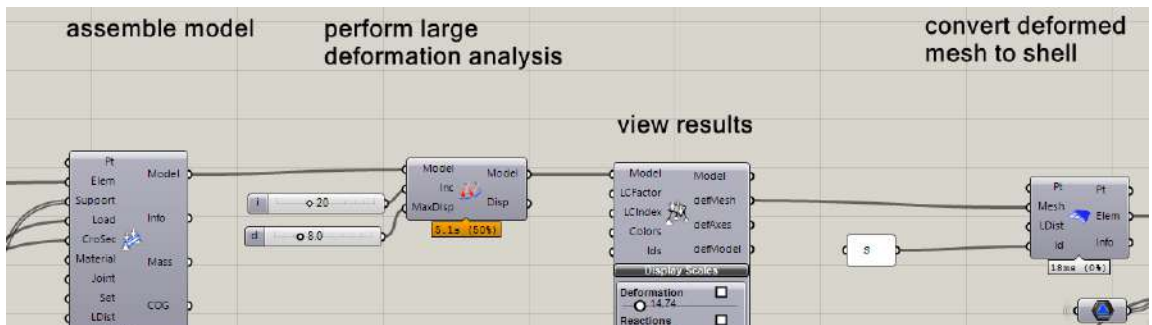 assemble model
perform large
deformation analysis
convert deformed
mesh to shell
view results
Pt
Elem
Support
Load
CroSec
Material
Joint
Set
LDist
Model
Info
Mass
COG
i
20
d
8.0
Model
Inc
MaxDisp
Model
Disp
5.1s (50%)
Model
LCFactor
LCIndex
Colors
Ids
Model
defMesh
defAxes
defModel
Display Scales
Deformation
14.74
Reactions
s
Pt
Mesh
LDist
Id
Pt
Elem
Info
18ms (0%)